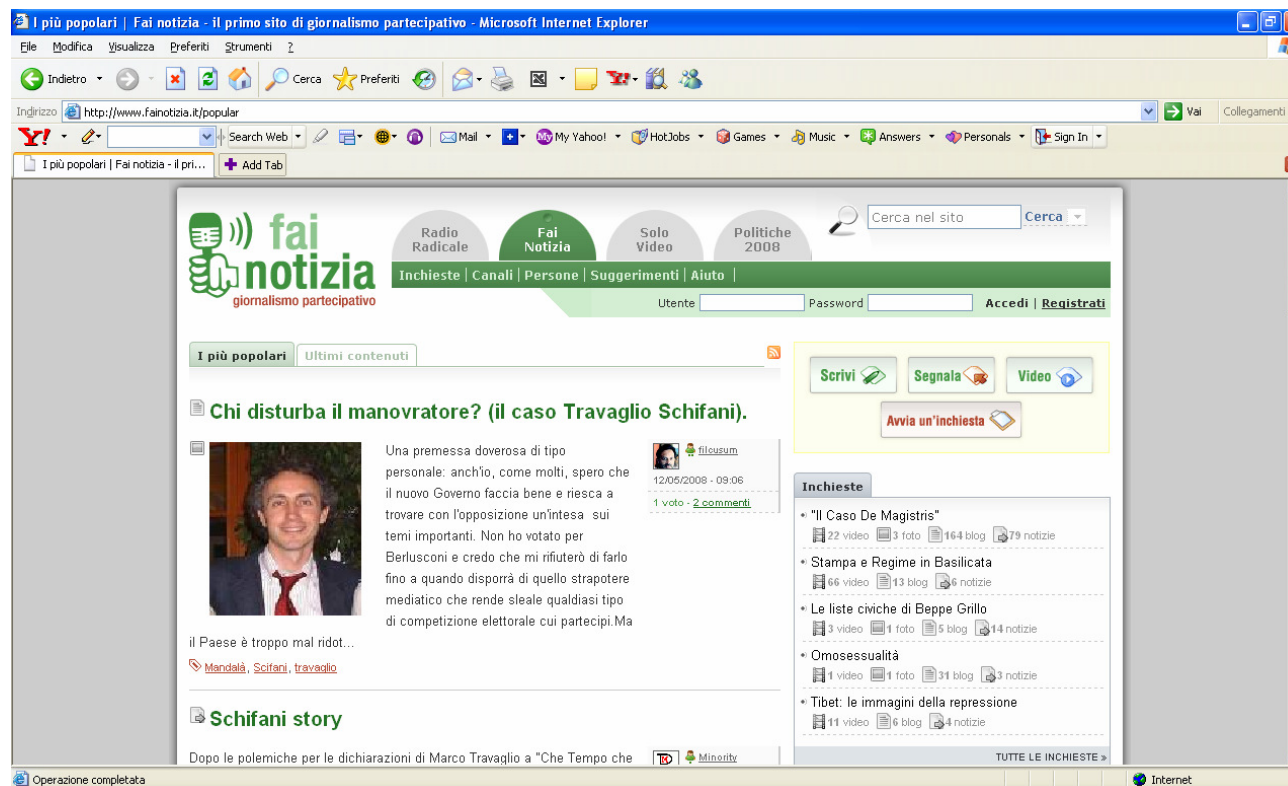 I più popolari | Fai notizia - il primo sito di giornalismo partecipativo - Microsoft Internet Explorer
File Modifica Visualizza Preferiti Strumenti ?
Indietro Cerca Preferiti
Indirizzo http://www.fainotizia.it/popular Vai Collegamenti
Y! Search Web Mail My Yahoo! HotJobs Games Music Answers Personals Sign In
I più popolari | Fai notizia - il pri... Add Tab
fai notizia
giornalismo partecipativo
Radio Radicale
Fai Notizia
Solo Video
Politiche 2008
Cerca nel sito Cerca
Inchieste | Canali | Persone | Suggerimenti | Aiuto |
Utente Password Accedi | Registrati
I più popolari Ultimi contenuti
Chi disturba il manovratore? (il caso Travaglio Schifani).
Una premessa doverosa di tipo
personale: anch'io, come molti, spero che
il nuovo Governo faccia bene e riesca a
trovare con l'opposizione un'intesa sui
temi importanti. Non ho votato per
Berlusconi e credo che mi rifiuterò di farlo
fino a quando disporrà di quello strapotere
mediatico che rende sleale qualdiasi tipo
di competizione elettorale cui partecipi.Ma
il Paese è troppo mal ridot...
filcusum
12/05/2008 - 09:06
1 voto - 2 commenti
Mandalà, Scifani, travaglio
Schifani story
Dopo le polemiche per le dichiarazioni di Marco Travaglio a "Che Tempo che
Minority
Scrivi Segnala Video
Avvia un'inchiesta
Inchieste
"Il Caso De Magistris"
22 video 3 foto 164 blog 79 notizie
Stampa e Regime in Basilicata
66 video 13 blog 6 notizie
Le liste civiche di Beppe Grillo
3 video 1 foto 5 blog 14 notizie
Omosessualità
1 video 1 foto 31 blog 3 notizie
Tibet: le immagini della repressione
11 video 6 blog 4 notizie
TUTTE LE INCHIESTE »
Operazione completata Internet